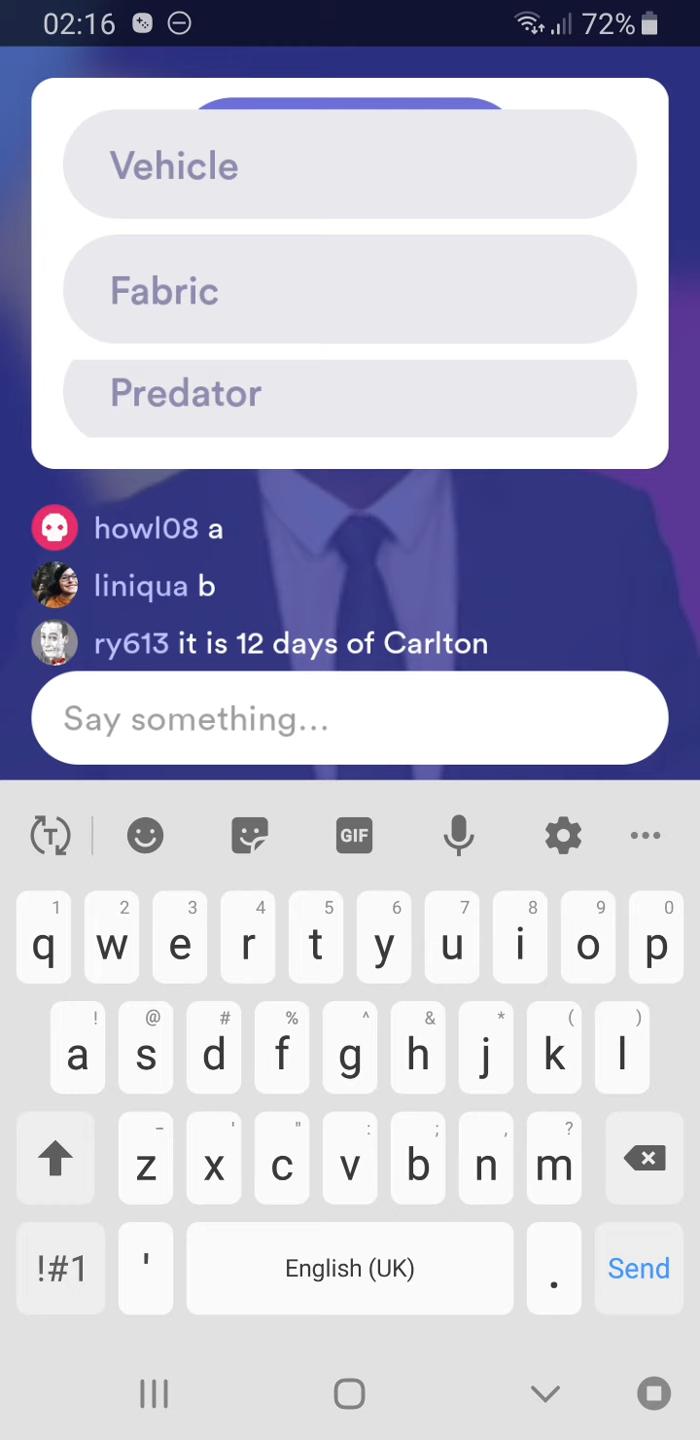 02:16 72%
Vehicle
Fabric
Predator
howl08 a
liniqua b
ry613 it is 12 days of Carlton
Say something...
T GIF
1 2 3 4 5 6 7 8 9 0
q w e r t y u i o p
! @ # % ^ & * ( )
a s d f g h j k l
- ' " : ; , ?
z x c v b n m
!#1 ' English (UK) . Send